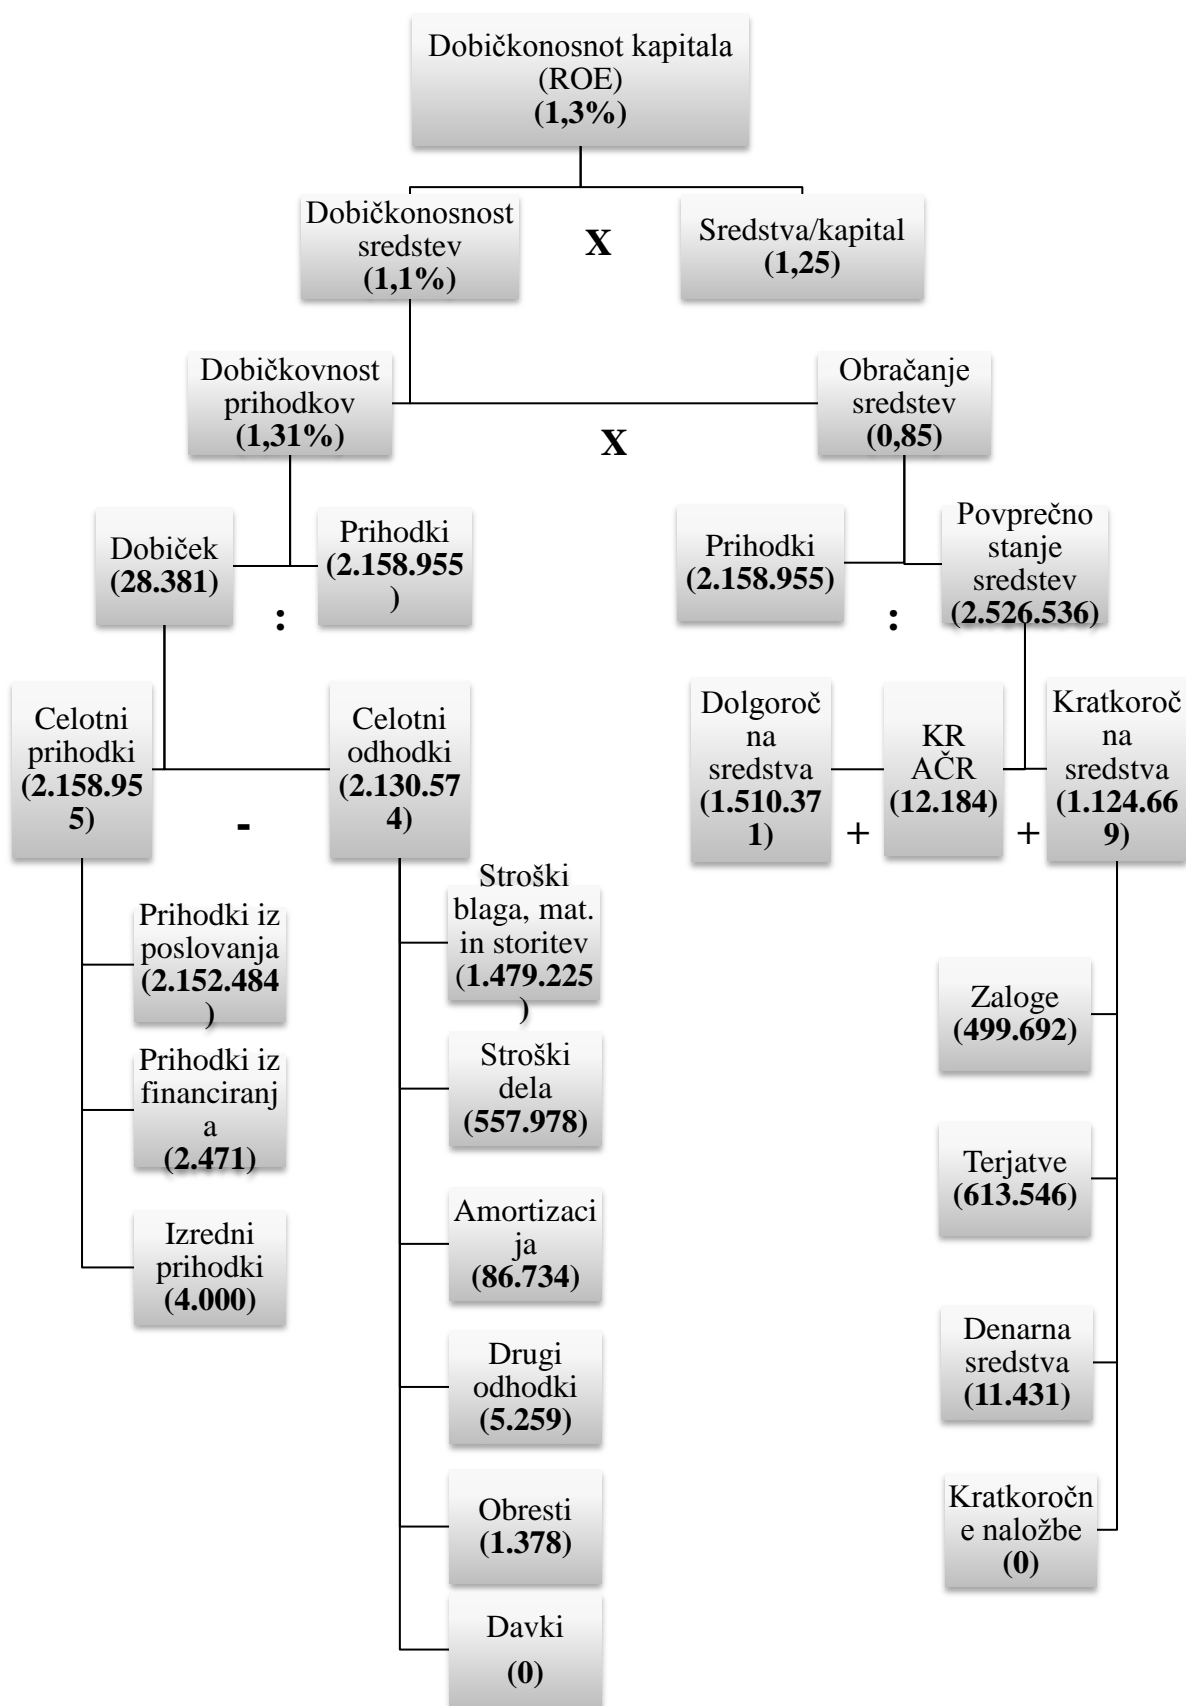 Dobičkonosnot kapitala
(ROE)
(1,3%)
Dobičkonosnost
sredstev
(1,1%)
X
Sredstva/kapital
(1,25)
Dobičkovnost
prihodkov
(1,31%)
X
Obračanje
sredstev
(0,85)
Dobiček
(28.381)
:
Prihodki
(2.158.955
)
Prihodki
(2.158.955)
:
Povprečno
stanje
sredstev
(2.526.536)
Celotni
prihodki
(2.158.95
5)
-
Celotni
odhodki
(2.130.57
4)
Dolgoroč
na
sredstva
(1.510.37
1)
+
KR
AČR
(12.184)
+
Kratkoroč
na
sredstva
(1.124.66
9)
Prihodki iz
poslovanja
(2.152.484
)
Prihodki iz
financiranj
a
(2.471)
Izredni
prihodki
(4.000)
Stroški
blaga, mat.
in storitev
(1.479.225
)
Stroški
dela
(557.978)
Amortizaci
ja
(86.734)
Drugi
odhodki
(5.259)
Obresti
(1.378)
Davki
(0)
Zaloge
(499.692)
Terjatve
(613.546)
Denarna
sredstva
(11.431)
Kratkoročn
e naložbe
(0)